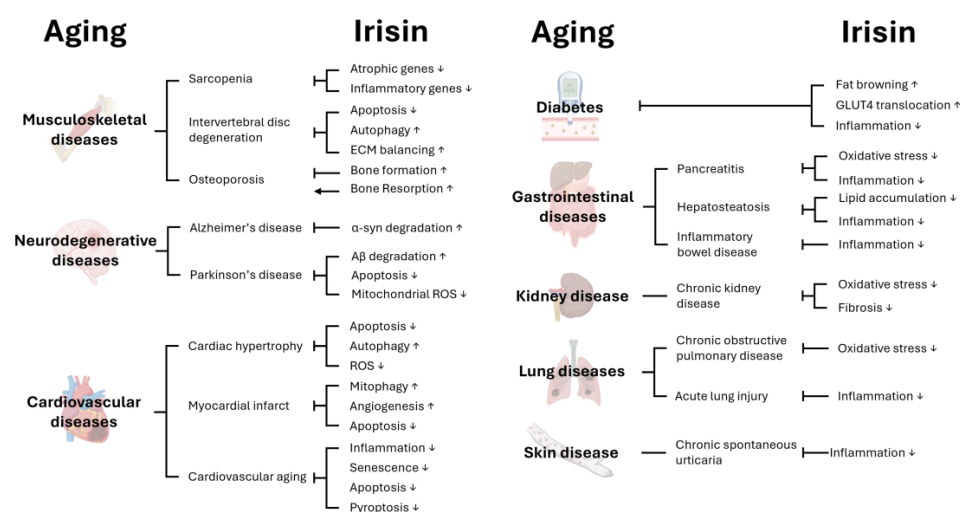 Aging
Irisin
Musculoskeletal
diseases
Sarcopenia
Atrophic genes ↓
Inflammatory genes ↓
Intervertebral disc
degeneration
Apoptosis ↓
Autophagy ↑
ECM balancing ↑
Osteoporosis
Bone formation ↑
Bone Resorption ↑
Neurodegenerative
diseases
Alzheimer's disease
α-syn degradation ↑
Parkinson's disease
Aβ degradation ↑
Apoptosis ↓
Mitochondrial ROS ↓
Cardiovascular
diseases
Cardiac hypertrophy
Apoptosis ↓
Autophagy ↑
ROS ↓
Myocardial infarct
Mitophagy ↑
Angiogenesis ↑
Apoptosis ↓
Cardiovascular aging
Inflammation ↓
Senescence ↓
Apoptosis ↓
Pyroptosis ↓
Aging
Irisin
Diabetes
Fat browning ↑
GLUT4 translocation ↑
Inflammation ↓
Gastrointestinal
diseases
Pancreatitis
Oxidative stress ↓
Inflammation ↓
Hepatosteatosis
Lipid accumulation ↓
Inflammation ↓
Inflammatory
bowel disease
Inflammation ↓
Kidney disease
Chronic kidney
disease
Oxidative stress ↓
Fibrosis ↓
Lung diseases
Chronic obstructive
pulmonary disease
Oxidative stress ↓
Acute lung injury
Inflammation ↓
Skin disease
Chronic spontaneous
urticaria
Inflammation ↓